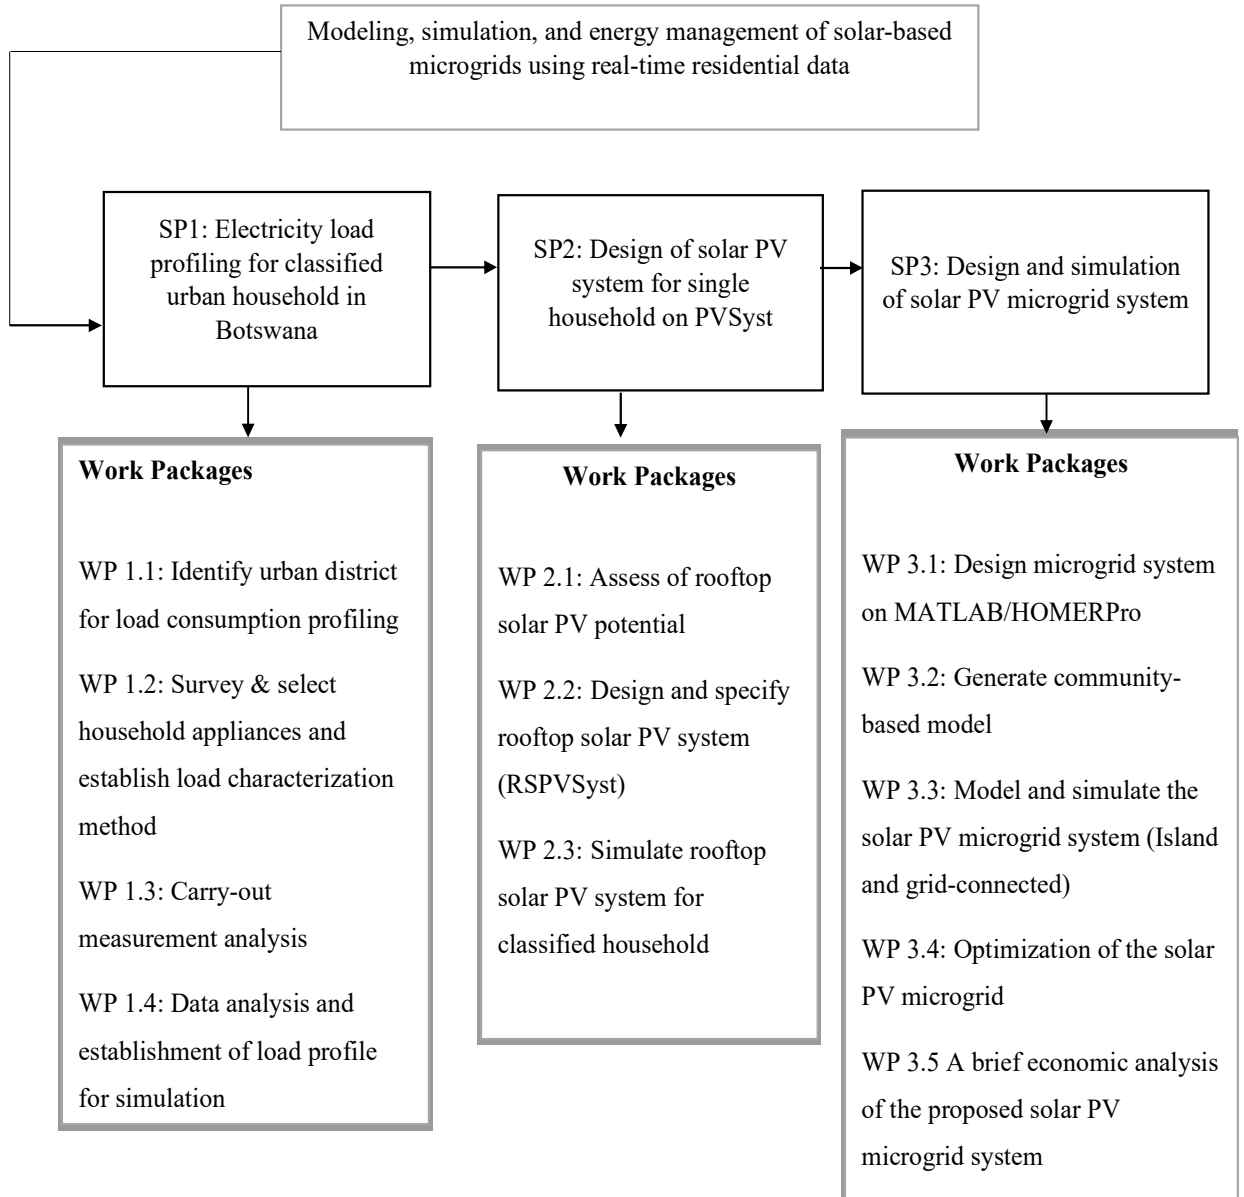 Modeling, simulation, and energy management of solar-based
microgrids using real-time residential data
SP1: Electricity load
profiling for classified
urban household in
Botswana
SP2: Design of solar PV
system for single
household on PVSyst
SP3: Design and simulation
of solar PV microgrid system
Work Packages
WP 1.1: Identify urban district
for load consumption profiling
WP 1.2: Survey & select
household appliances and
establish load characterization
method
WP 1.3: Carry-out
measurement analysis
WP 1.4: Data analysis and
establishment of load profile
for simulation
Work Packages
WP 2.1: Assess of rooftop
solar PV potential
WP 2.2: Design and specify
rooftop solar PV system
(RSPVSyst)
WP 2.3: Simulate rooftop
solar PV system for
classified household
Work Packages
WP 3.1: Design microgrid system
on MATLAB/HOMERPro
WP 3.2: Generate community-
based model
WP 3.3: Model and simulate the
solar PV microgrid system (Island
and grid-connected)
WP 3.4: Optimization of the solar
PV microgrid
WP 3.5 A brief economic analysis
of the proposed solar PV
microgrid system